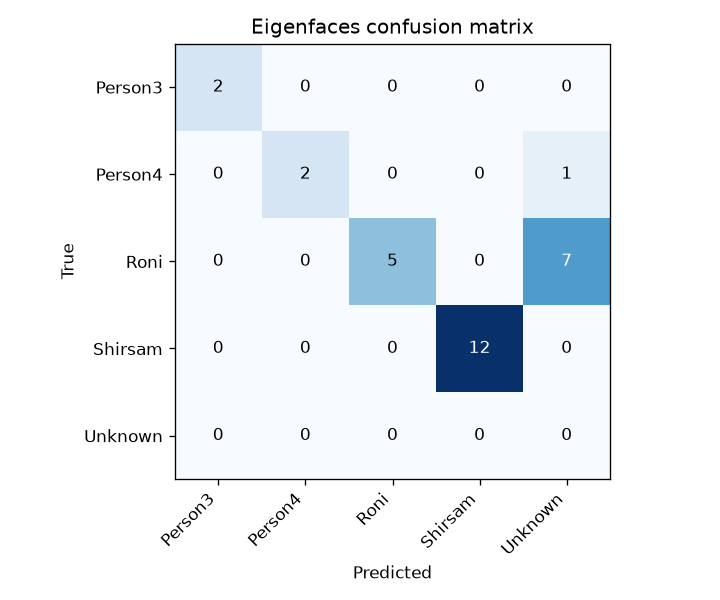 Eigenfaces confusion matrix
True
Person3 2 0 0 0 0
Person4 0 2 0 0 1
Roni 0 0 5 0 7
Shirsam 0 0 0 12 0
Unknown 0 0 0 0 0
Person3 Person4 Roni Shirsam Unknown
Predicted